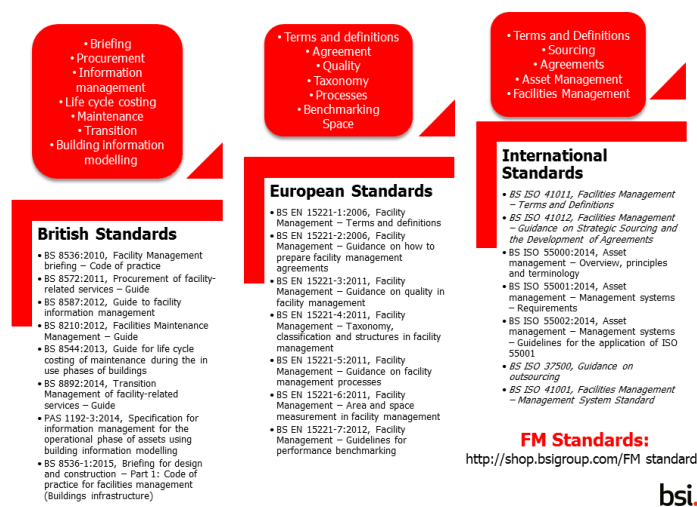 • Briefing
• Procurement
• Information
management
• Life cycle costing
• Maintenance
• Transition
• Building information
modelling
British Standards
• BS 8536:2010, Facility Management
briefing – Code of practice
• BS 8572:2011, Procurement of facility-
related services – Guide
• BS 8587:2012, Guide to facility
information management
• BS 8210:2012, Facilities Maintenance
Management – Guide
• BS 8544:2013, Guide for life cycle
costing of maintenance during the in
use phases of buildings
• BS 8892:2014, Transition
Management of facility-related
services – Guide
• PAS 1192-3:2014, Specification for
information management for the
operational phase of assets using
building information modelling
• BS 8536-1:2015, Briefing for design
and construction – Part 1: Code of
practice for facilities management
(Buildings infrastructure)
• Terms and definitions
• Agreement
• Quality
• Taxonomy
• Processes
• Benchmarking
Space
European Standards
• BS EN 15221-1:2006, Facility
Management – Terms and definitions
• BS EN 15221-2:2006, Facility
Management – Guidance on how to
prepare facility management
agreements
• BS EN 15221-3:2011, Facility
Management – Guidance on quality in
facility management
• BS EN 15221-4:2011, Facility
Management – Taxonomy,
classification and structures in facility
management
• BS EN 15221-5:2011, Facility
Management – Guidance on facility
management processes
• BS EN 15221-6:2011, Facility
Management – Area and space
measurement in facility management
• BS EN 15221-7:2012, Facility
Management – Guidelines for
performance benchmarking
• Terms and Definitions
• Sourcing
• Agreements
• Asset Management
• Facilities Management
International
Standards
• BS ISO 41011, Facilities Management
– Terms and Definitions
• BS ISO 41012, Facilities Management
– Guidance on Strategic Sourcing and
the Development of Agreements
• BS ISO 55000:2014, Asset
management – Overview, principles
and terminology
• BS ISO 55001:2014, Asset
management – Management systems
– Requirements
• BS ISO 55002:2014, Asset
management – Management systems
– Guidelines for the application of ISO
55001
• BS ISO 37500, Guidance on
outsourcing
• BS ISO 41001, Facilities Management
– Management System Standard
FM Standards:
http://shop.bsigroup.com/FM standard
bsi.